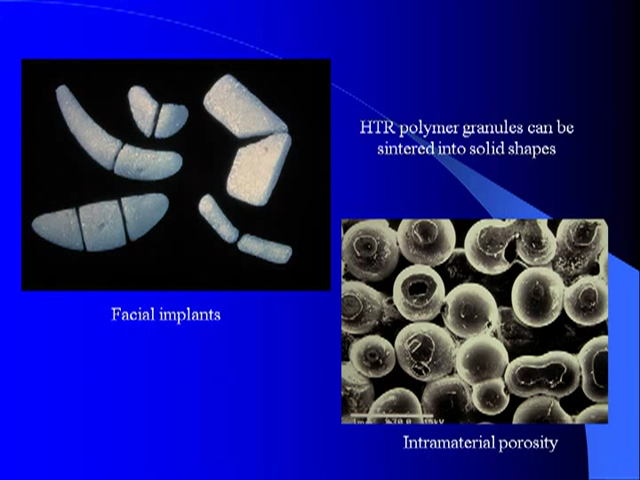 HTR polymer granules can be
sintered into solid shapes
Facial implants
Intramaterial porosity